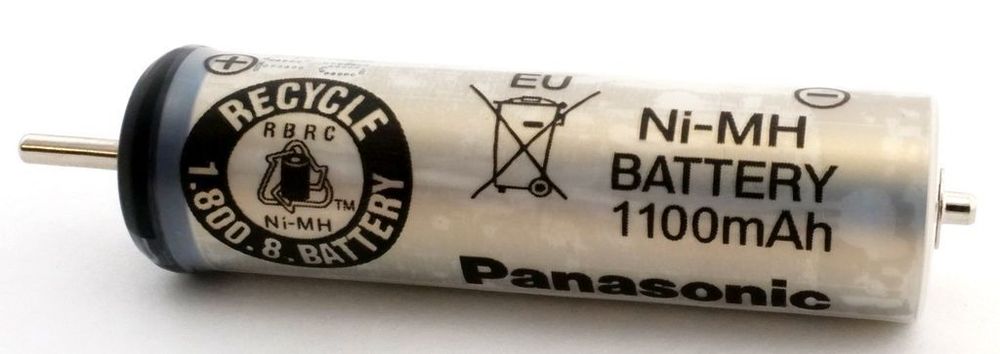 +
RECYCLE
RBRC
Ni-MH
TM
1.800.8.BATTERY
EU
−
Ni-MH
BATTERY
1100mAh
Panasonic